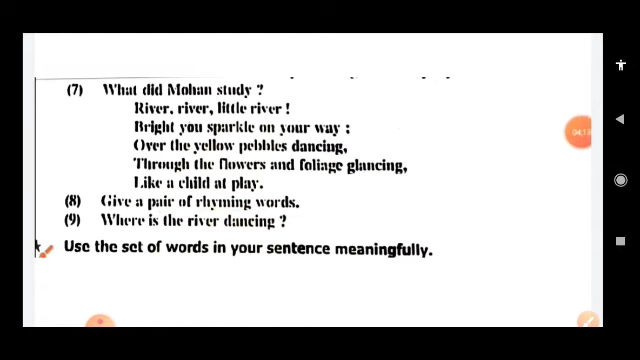 (7) What did Mohan study ?
River, river, little river !
Bright you sparkle on your way ;
Over the yellow pebbles dancing,
Through the flowers and foliage glancing,
Like a child at play.
(8) Give a pair of rhyming words.
(9) Where is the river dancing ?
Use the set of words in your sentence meaningfully.